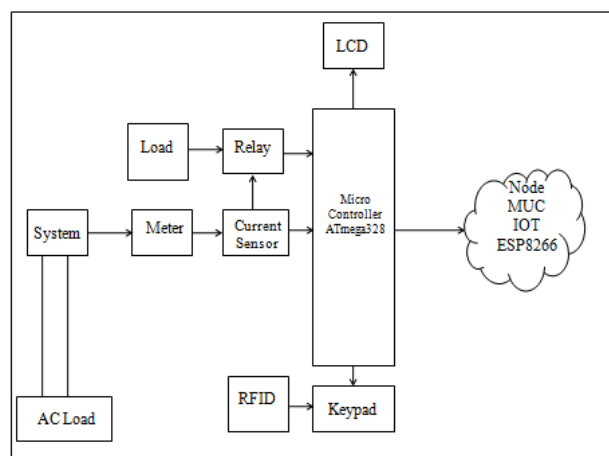 LCD
Load
Relay
Micro
Controller
ATmega328
Node
MUC
IOT
ESP8266
System
Meter
Current
Sensor
RFID
Keypad
AC Load